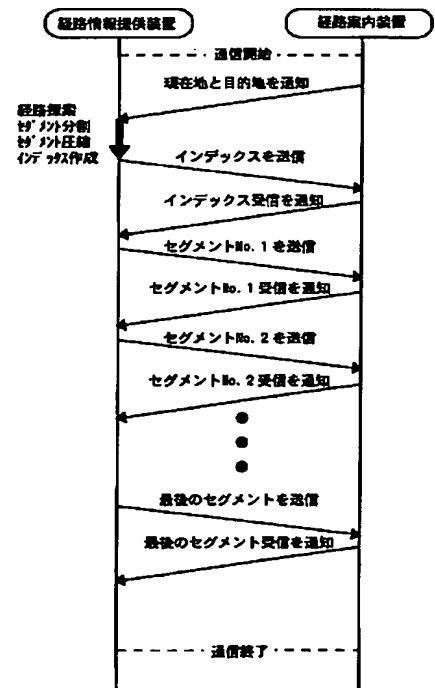 経路情報提供装置
経路案内装置
通信開始
現在地と目的地を通知
経路探索
ｾｸﾞﾒﾝﾄ分割
ｾｸﾞﾒﾝﾄ圧縮
ｲﾝﾃﾞｯｸｽ作成
インデックスを送信
インデックス受信を通知
セグメントNo. 1 を送信
セグメントNo. 1 受信を通知
セグメントNo. 2 を送信
セグメントNo. 2 受信を通知
最後のセグメントを送信
最後のセグメント受信を通知
通信終了